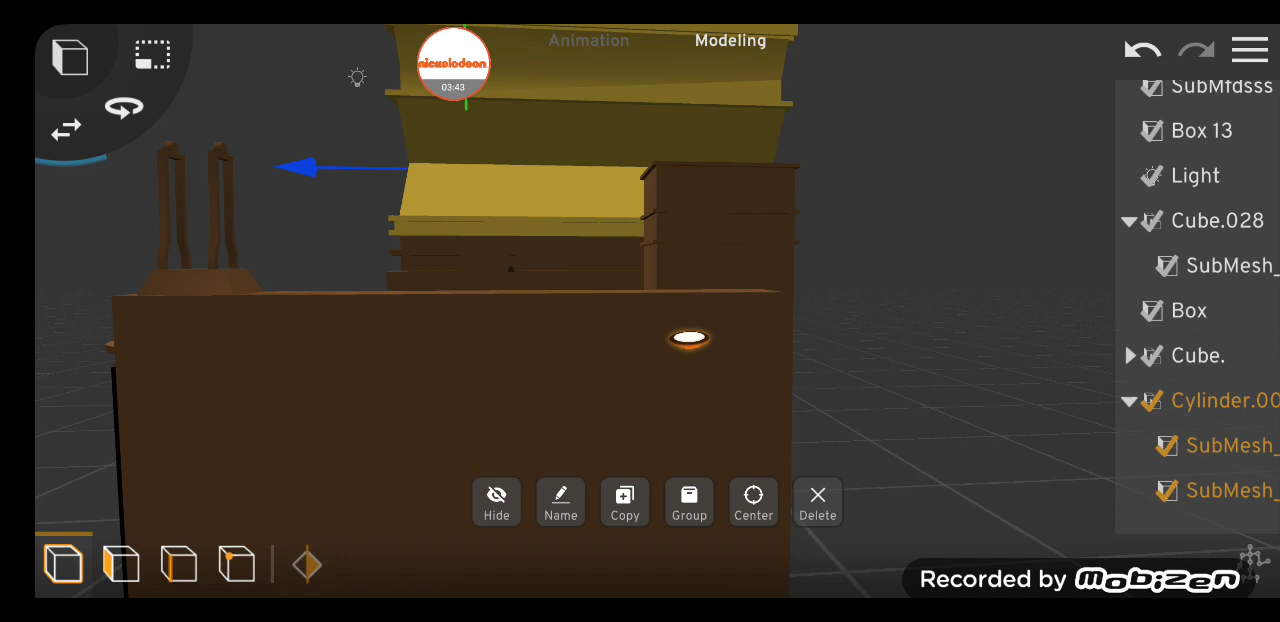 Animation
Modeling
nickelodeon
03:43
SubMfdsss
Box 13
Light
Cube.028
SubMesh_
Box
Cube.
Cylinder.00
SubMesh_
SubMesh_
Hide
Name
Copy
Group
Center
Delete
Recorded by MOBIZEN